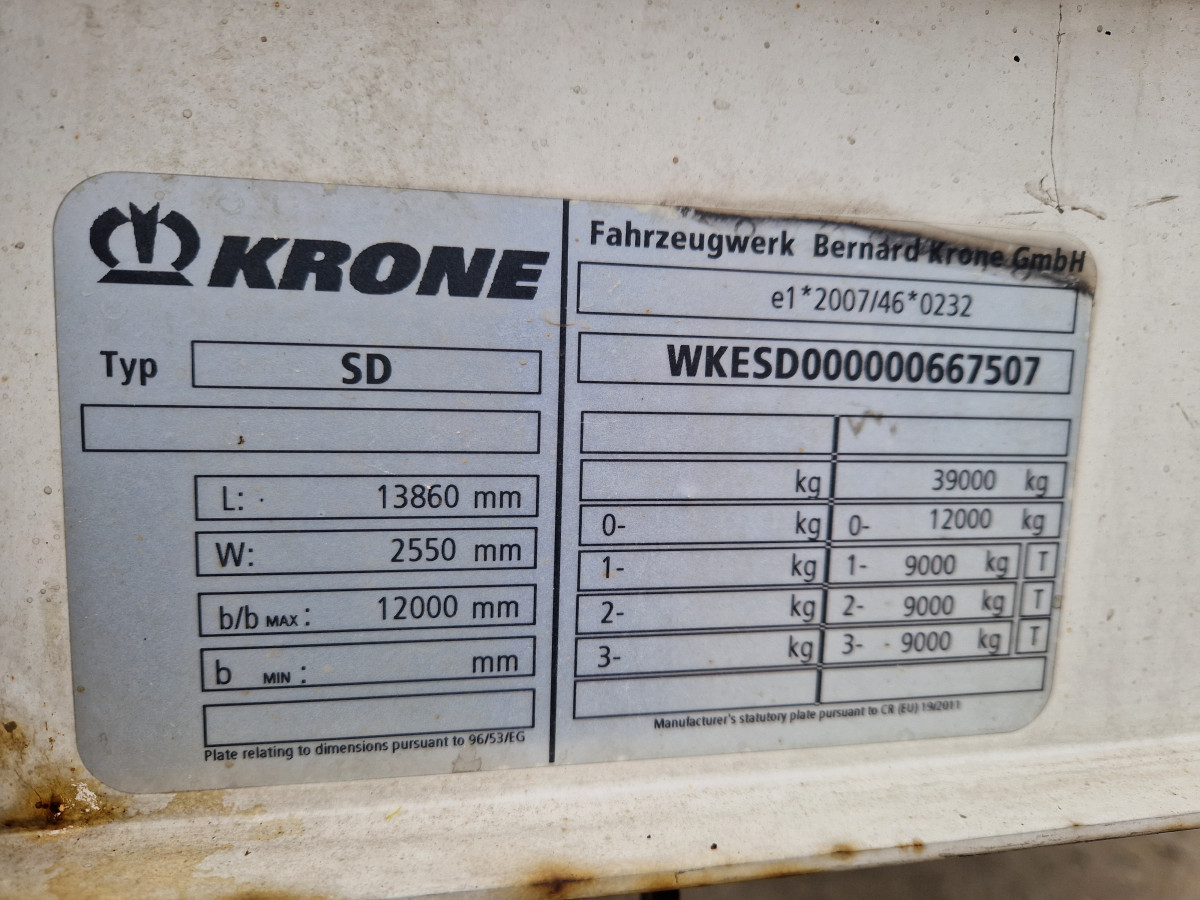 KRONE
Typ SD
L: 13860 mm
W: 2550 mm
b/b MAX: 12000 mm
b MIN: mm
Plate relating to dimensions pursuant to 96/53/EG
Fahrzeugwerk Bernard Krone GmbH
e1*2007/46*0232
WKESD000000667507
kg 39000 kg
0- kg 0- 12000 kg
1- kg 1- 9000 kg T
2- kg 2- 9000 kg T
3- kg 3- 9000 kg T
Manufacturer's statutory plate pursuant to CR (EU) 19/2011